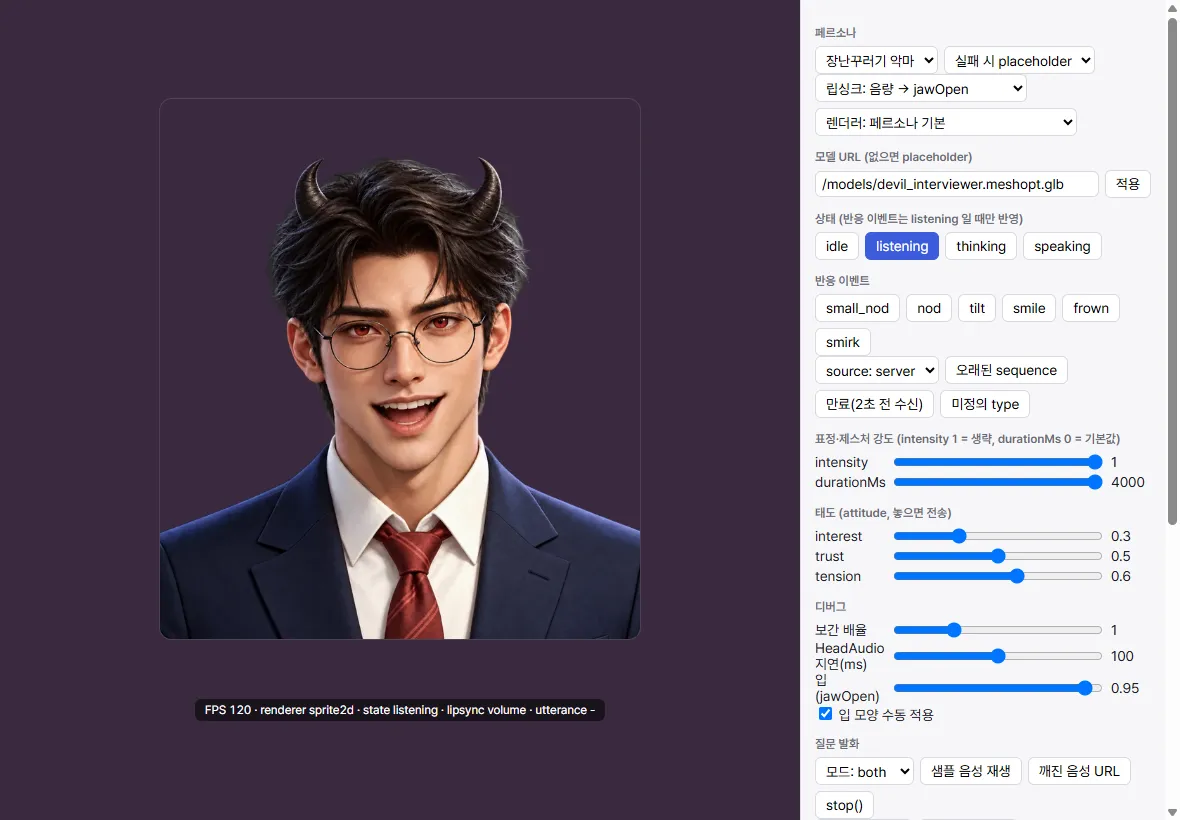 페르소나
장난꾸러기 악마 실패 시 placeholder
립싱크: 음량 → jawOpen
렌더러: 페르소나 기본
모델 URL (없으면 placeholder)
/models/devil_interviewer.meshopt.glb 적용
상태 (반응 이벤트는 listening 일 때만 반영)
idle listening thinking speaking
반응 이벤트
small_nod nod tilt smile frown
smirk
source: server 오래된 sequence
만료(2초 전 수신) 미정의 type
표정·제스처 강도 (intensity 1 = 생략, durationMs 0 = 기본값)
intensity 1
durationMs 4000
태도 (attitude, 놓으면 전송)
interest 0.3
trust 0.5
tension 0.6
디버그
보간 배율 1
HeadAudio
지연(ms) 100
입
(jawOpen) 0.95
입 모양 수동 적용
질문 발화
모드: both 샘플 음성 재생 깨진 음성 URL
stop()
FPS 120 · renderer sprite2d · state listening · lipsync volume · utterance -